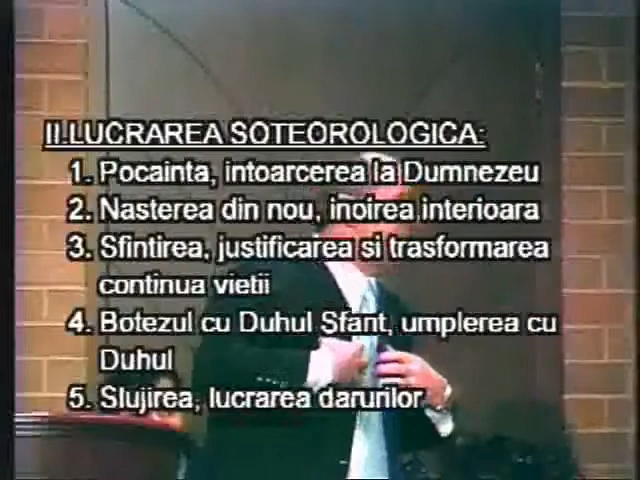 II.LUCRAREA SOTEOROLOGICA:
1. Pocainta, intoarcerea la Dumnezeu
2. Nasterea din nou, inoirea interioara
3. Sfintirea, justificarea si trasformarea
continua vietii
4. Botezul cu Duhul Sfant, umplerea cu
Duhul
5. Slujirea, lucrarea darurilor